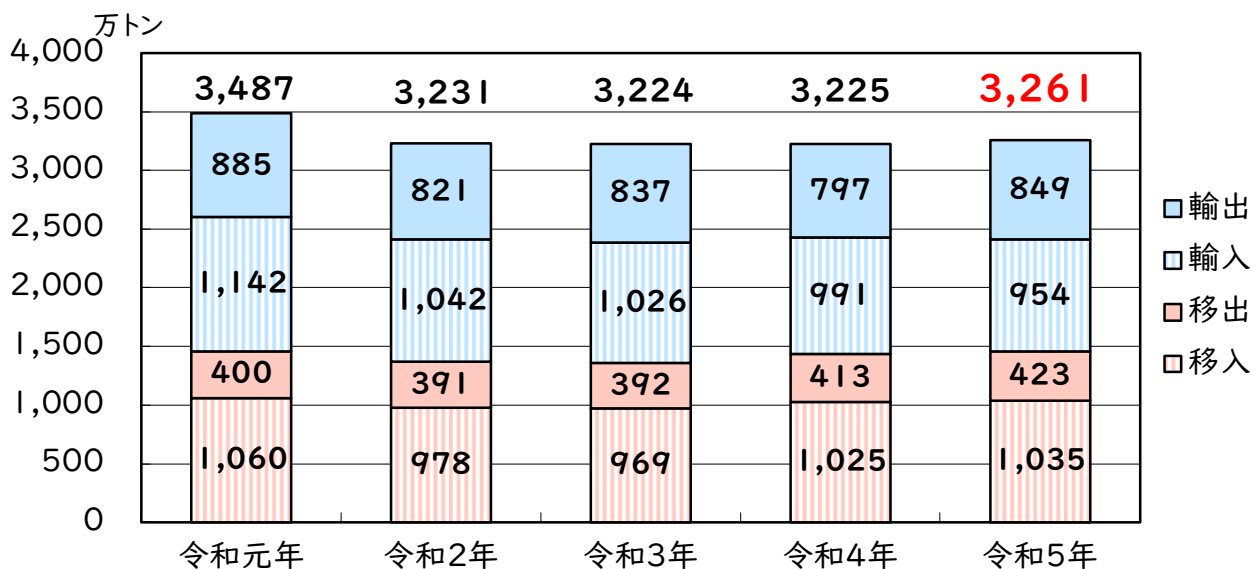 万トン
4,000
3,500
3,000
2,500
2,000
1,500
1,000
500
0
3,487 3,231 3,224 3,225 3,261
885 821 837 797 849
1,142 1,042 1,026 991 954
400 391 392 413 423
1,060 978 969 1,025 1,035
令和元年 令和2年 令和3年 令和4年 令和5年
輸出
輸入
移出
移入